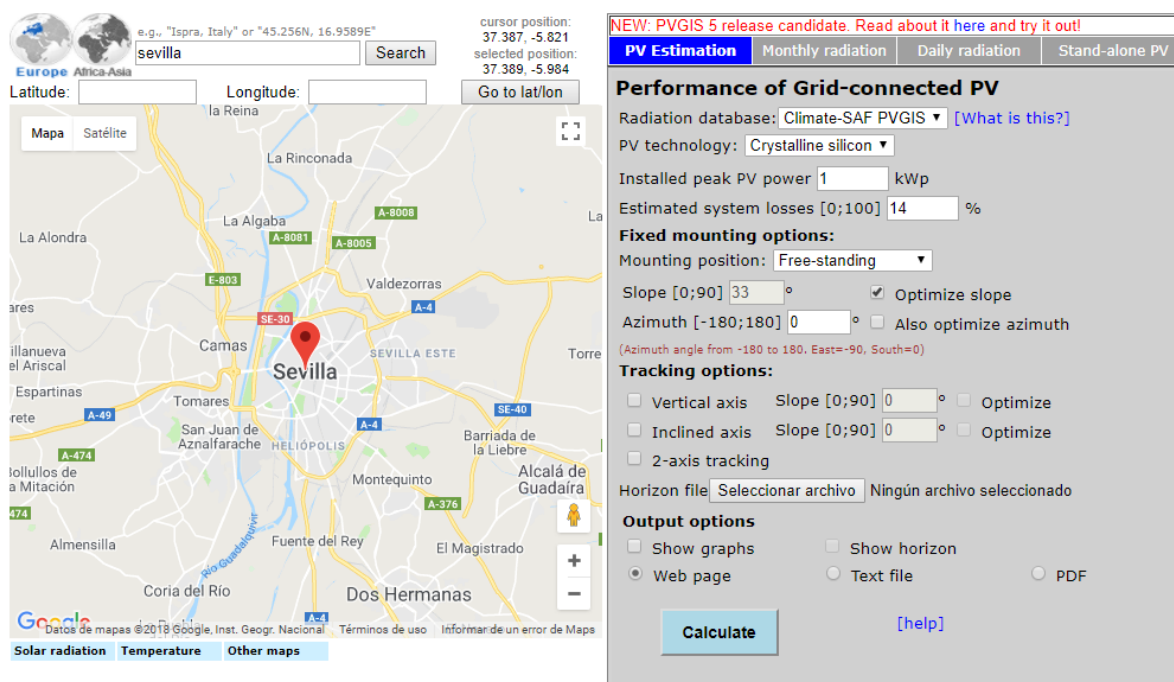 e.g., "Ispra, Italy" or "45.256N, 16.9589E"
sevilla
Search
Europe Africa-Asia
cursor position:
37.387, -5.821
selected position:
37.389, -5.984
Latitude:
Longitude:
Go to lat/lon
Mapa Satélite
la Reina
La Rinconada
La Algaba
A-8008
La
La Alondra
A-8081
A-8005
E-803
Valdezorras
ares
A-4
SE-30
Camas
SEVILLA ESTE
Torre
illanueva
el Ariscal
Sevilla
Espartinas
Tomares
rete
A-49
SE-40
San Juan de
Aznalfarache
A-4
HELIÓPOLIS
Barriada de
la Liebre
A-474
Bollullos de
a Mitación
Montequinto
Alcalá de
Guadaíra
A-376
474
Almensilla
Fuente del Rey
El Magistrado
Río Guadalquivir
Coria del Río
Dos Hermanas
+
−
Google
A-4
Datos de mapas ©2018 Google, Inst. Geogr. Nacional Términos de uso Informar de un error de Maps
Solar radiation Temperature Other maps
NEW: PVGIS 5 release candidate. Read about it here and try it out!
PV Estimation Monthly radiation Daily radiation Stand-alone PV
Performance of Grid-connected PV
Radiation database: Climate-SAF PVGIS [What is this?]
PV technology: Crystalline silicon
Installed peak PV power 1 kWp
Estimated system losses [0;100] 14 %
Fixed mounting options:
Mounting position: Free-standing
Slope [0;90] 33 º Optimize slope
Azimuth [-180;180] 0 º Also optimize azimuth
(Azimuth angle from -180 to 180. East=-90, South=0)
Tracking options:
Vertical axis Slope [0;90] 0 º Optimize
Inclined axis Slope [0;90] 0 º Optimize
2-axis tracking
Horizon file Seleccionar archivo Ningún archivo seleccionado
Output options
Show graphs Show horizon
Web page Text file PDF
Calculate
[help]